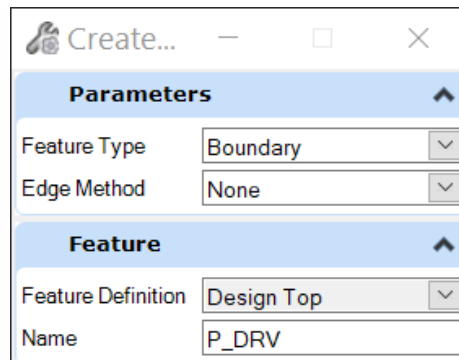 Create...
Parameters
Feature Type Boundary
Edge Method None
Feature
Feature Definition Design Top
Name P_DRV